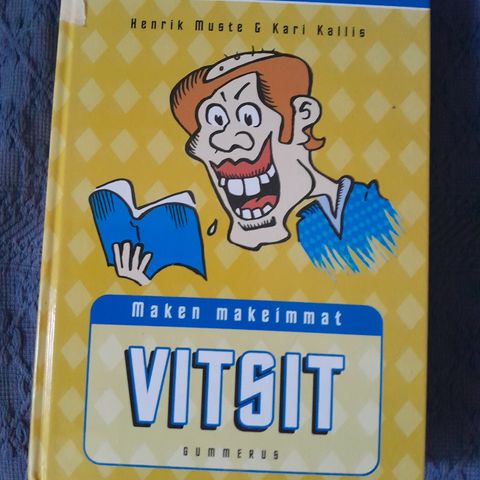 Henrik Muste & Kari Kallis
Maken makeimmat
VITSIT
GUMMERUS